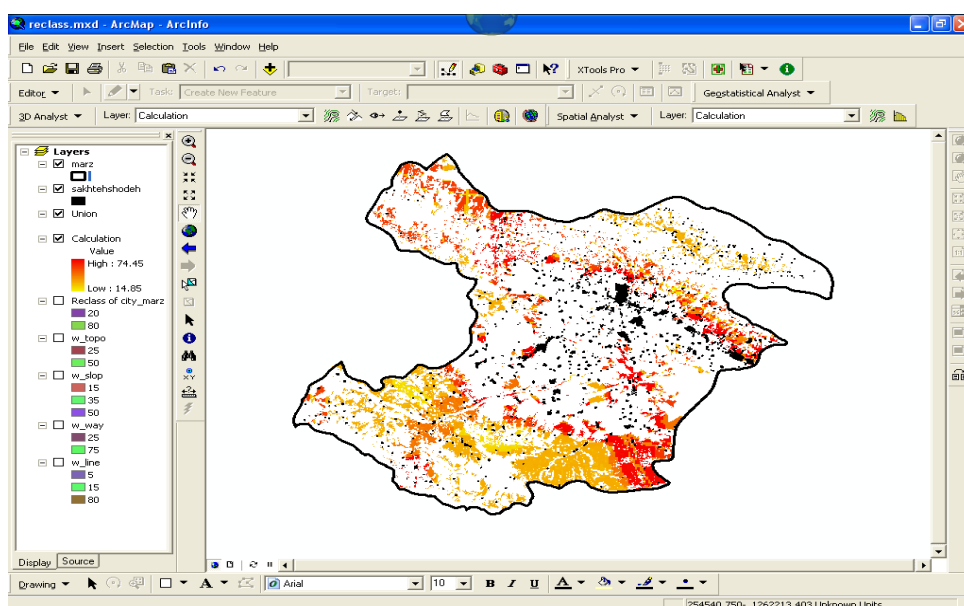 reclass.mxd - ArcMap - ArcInfo
File Edit View Insert Selection Tools Window Help
XTools Pro
Editor Task: Create New Feature Target: Geostatistical Analyst
3D Analyst Layer: Calculation Spatial Analyst Layer: Calculation
Layers
marz
sakhtehshodeh
Union
Calculation
Value
High : 74.45
Low : 14.85
Reclass of city_marz
20
80
w_topo
25
50
w_slop
15
35
50
w_way
25
75
w_line
5
15
80
Display Source
Drawing A Arial 10 B I U A
254540.750 -1262213.403 Unknown Units